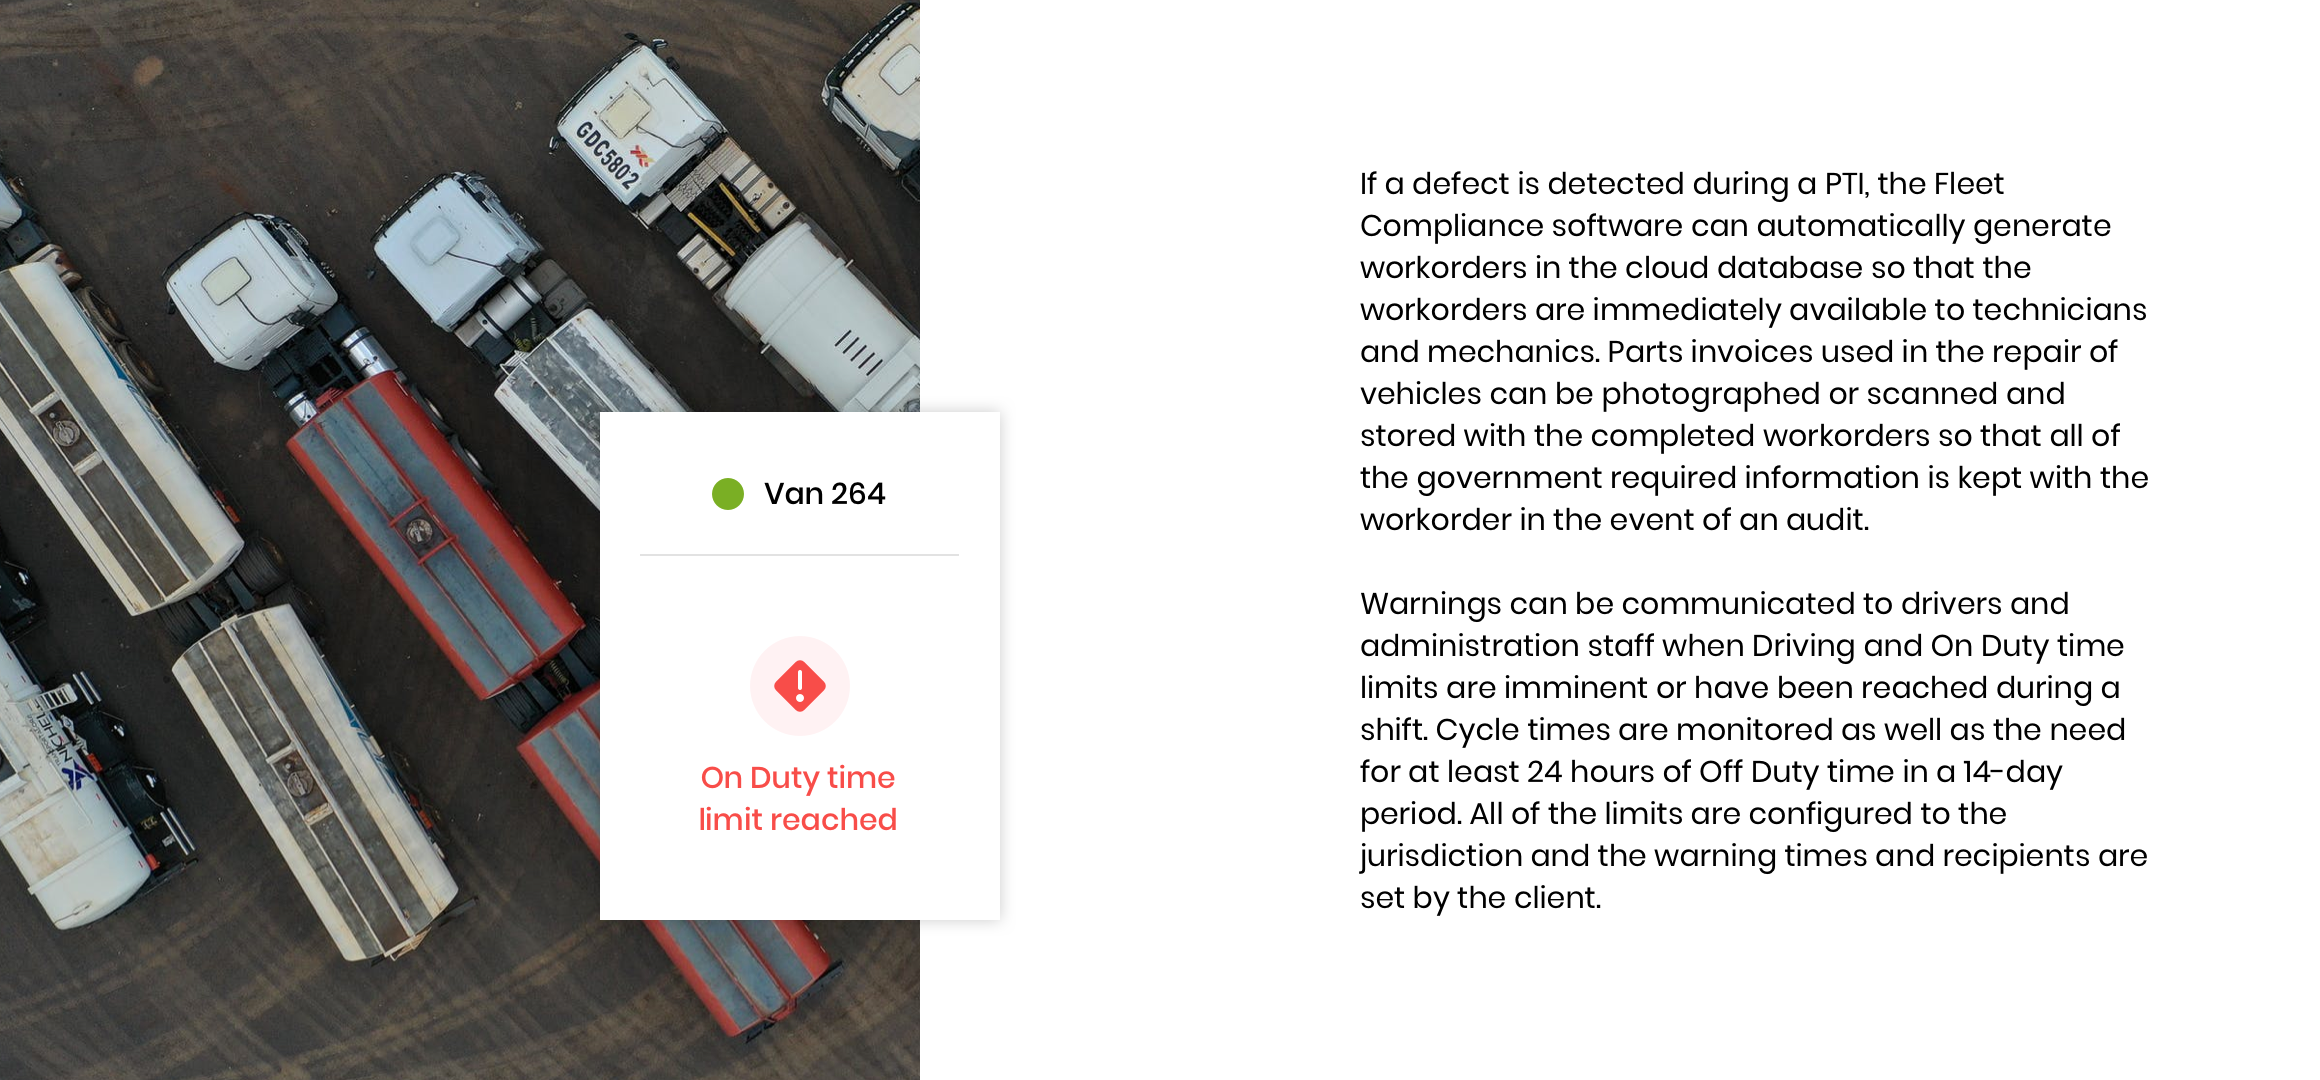 GDC5802
Van 264
On Duty time
limit reached
If a defect is detected during a PTI, the Fleet
Compliance software can automatically generate
workorders in the cloud database so that the
workorders are immediately available to technicians
and mechanics. Parts invoices used in the repair of
vehicles can be photographed or scanned and
stored with the completed workorders so that all of
the government required information is kept with the
workorder in the event of an audit.
Warnings can be communicated to drivers and
administration staff when Driving and On Duty time
limits are imminent or have been reached during a
shift. Cycle times are monitored as well as the need
for at least 24 hours of Off Duty time in a 14-day
period. All of the limits are configured to the
jurisdiction and the warning times and recipients are
set by the client.